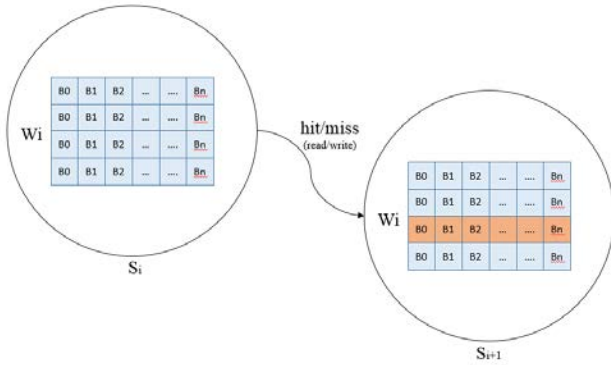 B0 B1 B2 ... .... Bn
B0 B1 B2 ... .... Bn
Wi
B0 B1 B2 ... .... Bn
B0 B1 B2 ... .... Bn
Si
hit/miss
(read/write)
B0 B1 B2 ... .... Bn
B0 B1 B2 ... .... Bn
Wi
B0 B1 B2 ... .... Bn
B0 B1 B2 ... .... Bn
Si+1